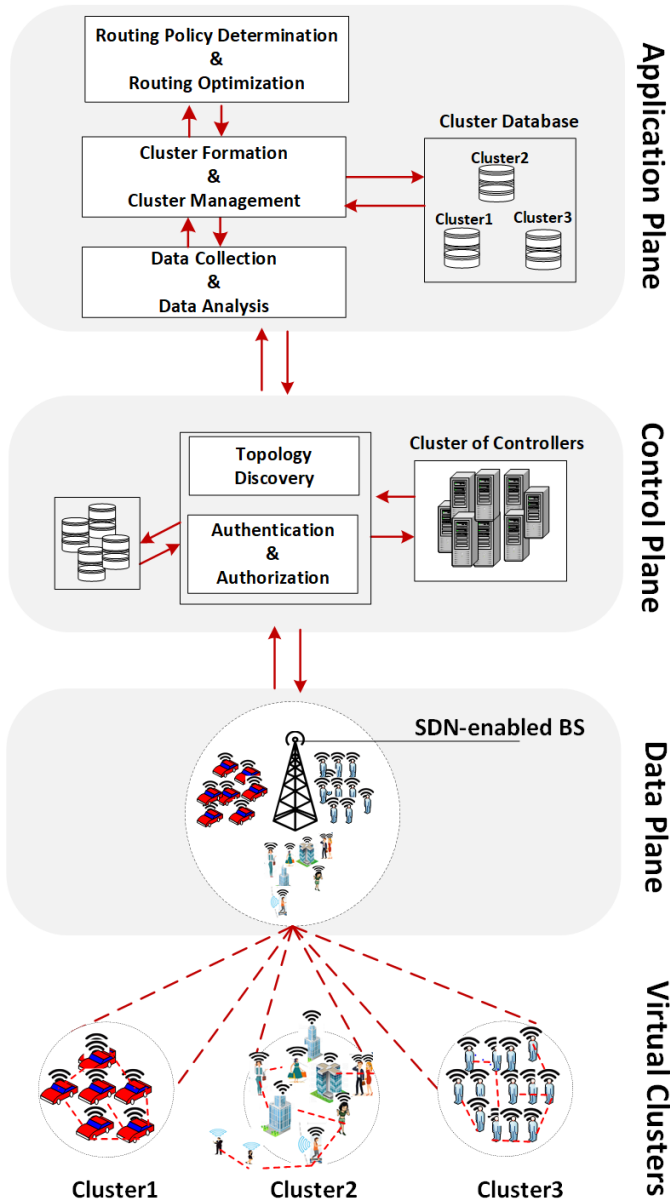 Routing Policy Determination
&
Routing Optimization
Cluster Formation
&
Cluster Management
Data Collection
&
Data Analysis
Cluster Database
Cluster2
Cluster1
Cluster3
Application Plane
Topology
Discovery
Authentication
&
Authorization
Cluster of Controllers
Control Plane
SDN-enabled BS
Data Plane
Cluster1
Cluster2
Cluster3
Virtual Clusters